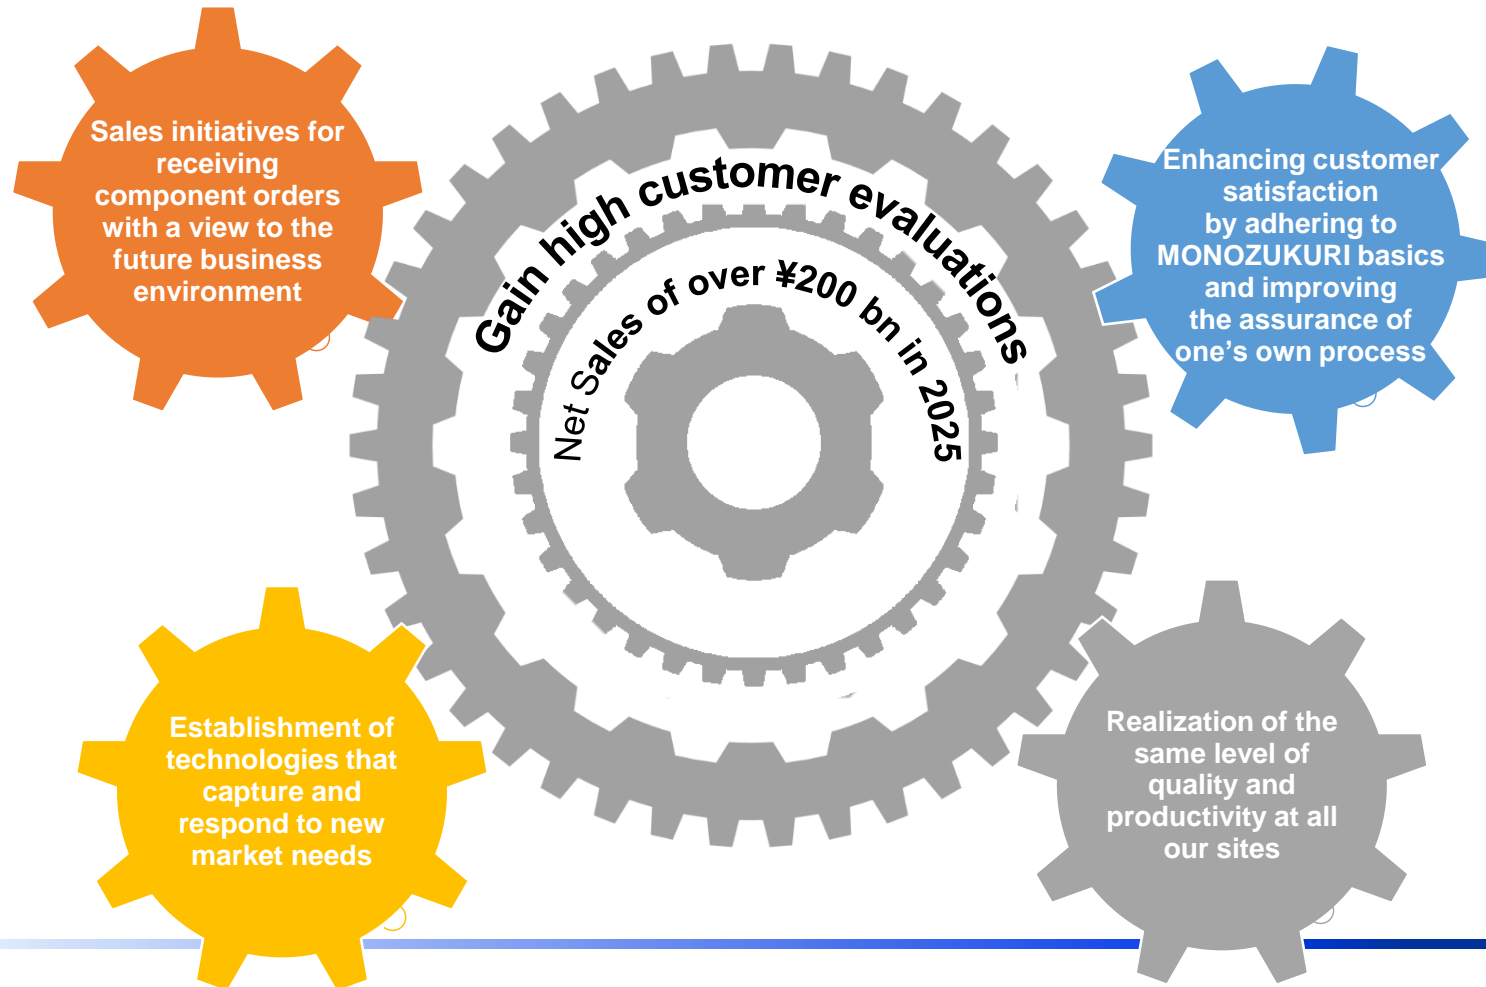 Sales initiatives for
receiving
component orders
with a view to the
future business
environment
Gain high customer evaluations
Net Sales of over ¥200 bn in 2025
Enhancing customer
satisfaction
by adhering to
MONOZUKURI basics
and improving
the assurance of
one’s own process
Establishment of
technologies that
capture and
respond to new
market needs
Realization of the
same level of
quality and
productivity at all
our sites